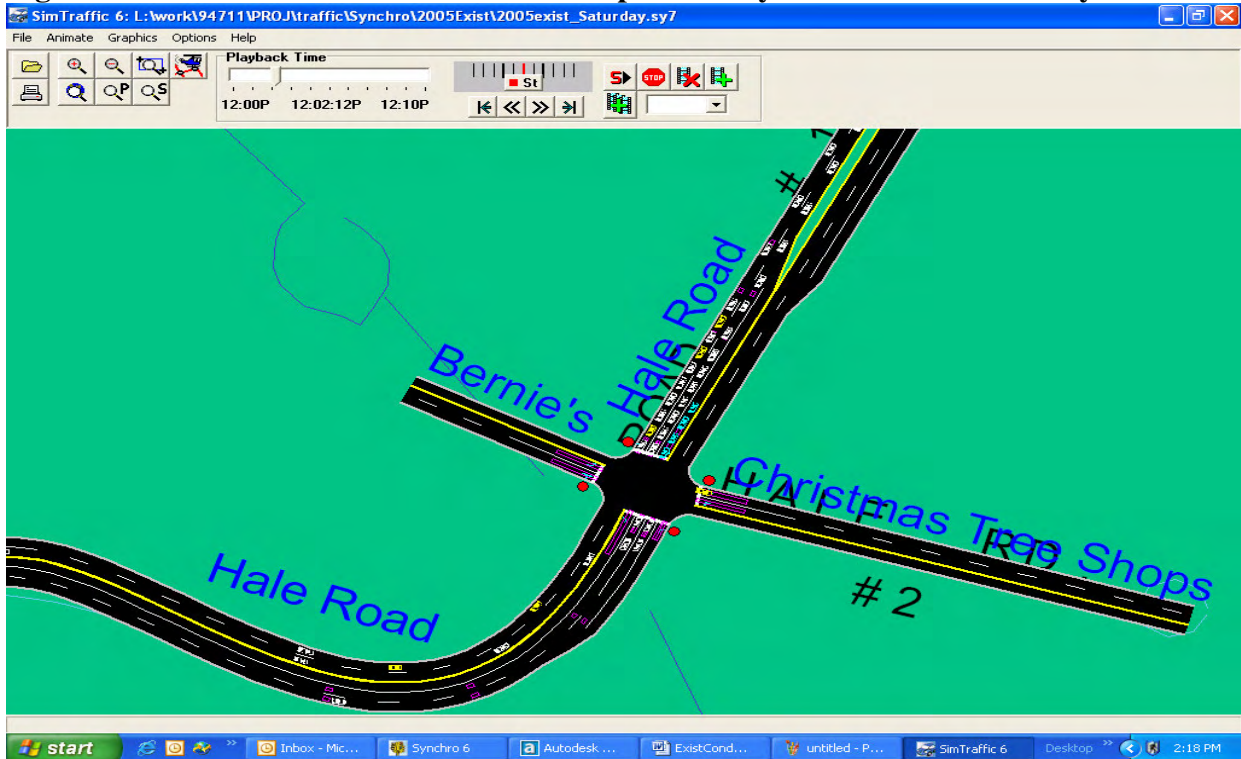 SimTraffic 6: L:\work\94711\PROJ\traffic\Synchro\2005Exist\2005exist_Saturday.sy7
File Animate Graphics Options Help
Playback Time
12:00P 12:02:12P 12:10P
St
S
STOP
P
S
#
Hale Road
Bernie's
Christmas Tree Shops
Hale Road
# 2
start
Inbox - Mic...
Synchro 6
Autodesk ...
ExistCond...
untitled - P...
SimTraffic 6
Desktop
2:18 PM